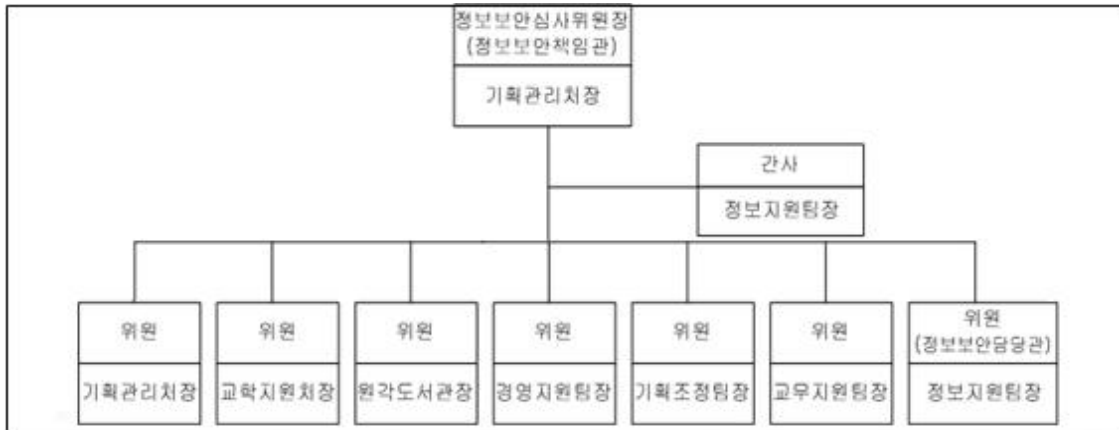 정보보안심사위원장
(정보보안책임관)
기획관리처장
간사
정보지원팀장
위원
기획관리처장
위원
교학지원처장
위원
원각도서관장
위원
경영지원팀장
위원
기획조정팀장
위원
교무지원팀장
위원
(정보보안담당관)
정보지원팀장